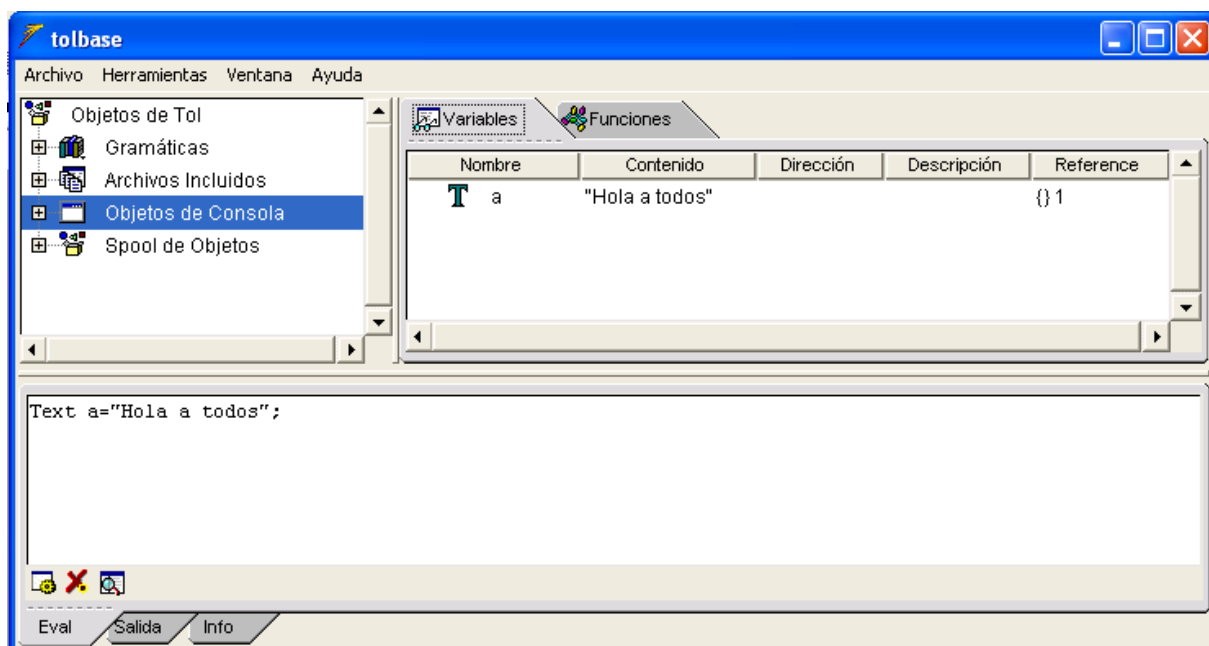 tolbase
Archivo Herramientas Ventana Ayuda
Objetos de Tol
Gramáticas
Archivos Incluidos
Objetos de Consola
Spool de Objetos
Variables Funciones
Nombre Contenido Dirección Descripción Reference
T a "Hola a todos" {} 1
Text a="Hola a todos";
Eval Salida Info